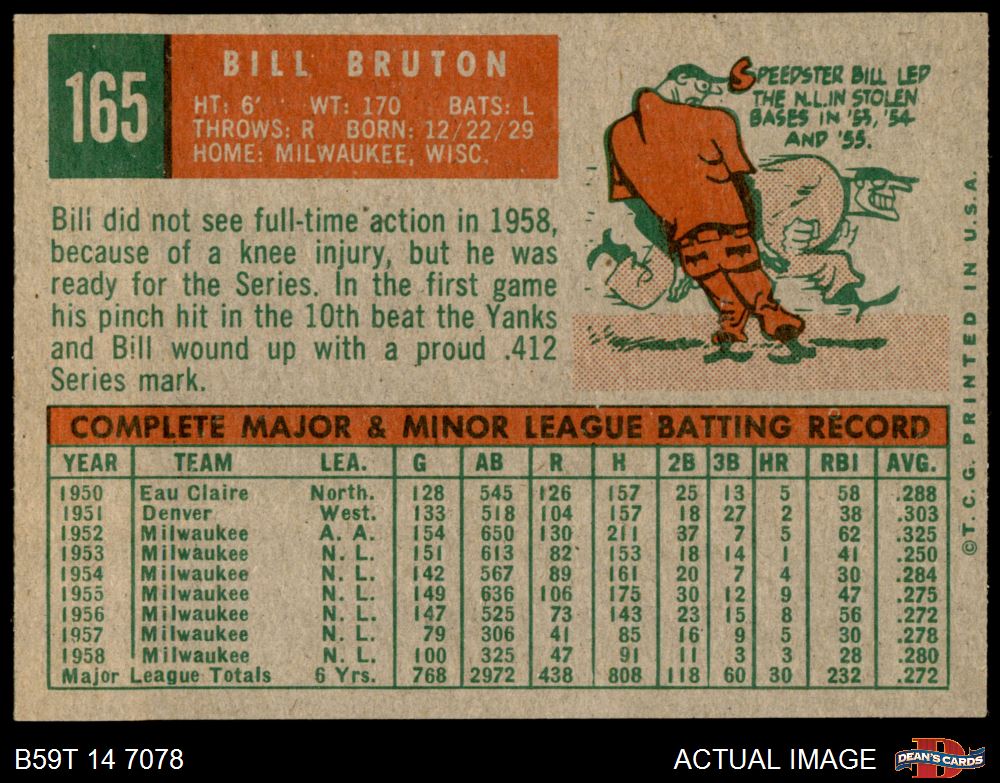 165
BILL BRUTON
HT: 6' WT: 170 BATS: L
THROWS: R BORN: 12/22/29
HOME: MILWAUKEE, WISC.
SPEEDSTER BILL LED
THE N.L. IN STOLEN
BASES IN '53, '54
AND '55.
Bill did not see full-time action in 1958,
because of a knee injury, but he was
ready for the Series. In the first game
his pinch hit in the 10th beat the Yanks
and Bill wound up with a proud .412
Series mark.
COMPLETE MAJOR & MINOR LEAGUE BATTING RECORD
YEAR TEAM LEA. G AB R H 2B 3B HR RBI AVG.
1950 Eau Claire North. 128 545 126 157 25 13 5 58 .288
1951 Denver West. 133 518 104 157 18 27 2 38 .303
1952 Milwaukee A. A. 154 650 130 211 37 7 5 62 .325
1953 Milwaukee N. L. 151 613 82 153 18 14 1 41 .250
1954 Milwaukee N. L. 142 567 89 161 20 7 4 30 .284
1955 Milwaukee N. L. 149 636 106 175 30 12 9 47 .275
1956 Milwaukee N. L. 147 525 73 143 23 15 8 56 .272
1957 Milwaukee N. L. 79 306 41 85 16 9 5 30 .278
1958 Milwaukee N. L. 100 325 47 91 11 3 3 28 .280
Major League Totals 6 Yrs. 768 2972 438 808 118 60 30 232 .272
© T. C. G. PRINTED IN U.S.A.
B59T 14 7078
ACTUAL IMAGE
D
DEAN'S CARDS